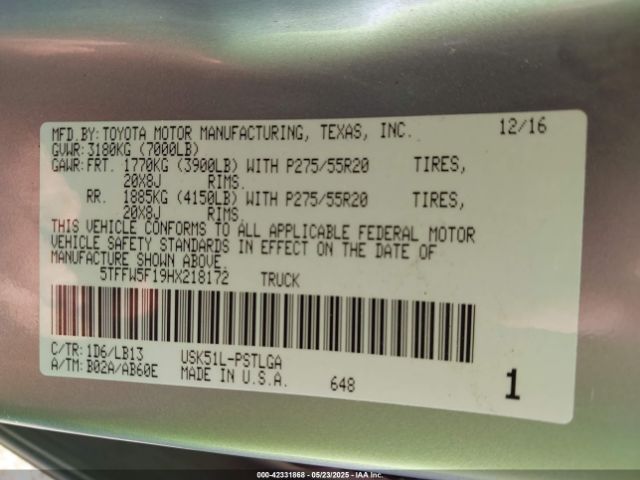 MFD.BY:TOYOTA MOTOR MANUFACTURING, TEXAS, INC. 12/16
GVWR:3180KG (7000LB)
GAWR:FRT. 1770KG (3900LB) WITH P275/55R20 TIRES,
20X8J RIMS.
RR. 1885KG (4150LB) WITH P275/55R20 TIRES,
20X8J RIMS.
THIS VEHICLE CONFORMS TO ALL APPLICABLE FEDERAL MOTOR
VEHICLE SAFETY STANDARDS IN EFFECT ON THE DATE OF
MANUFACTURE SHOWN ABOVE.
5TFFW5F19HX218172 TRUCK
C/TR:1D6/LB13 USK51L-PSTLGA
A/TM:B02A/AB60E MADE IN U.S.A. 648 1
000-42331868 05/23/2025 IAA Inc.